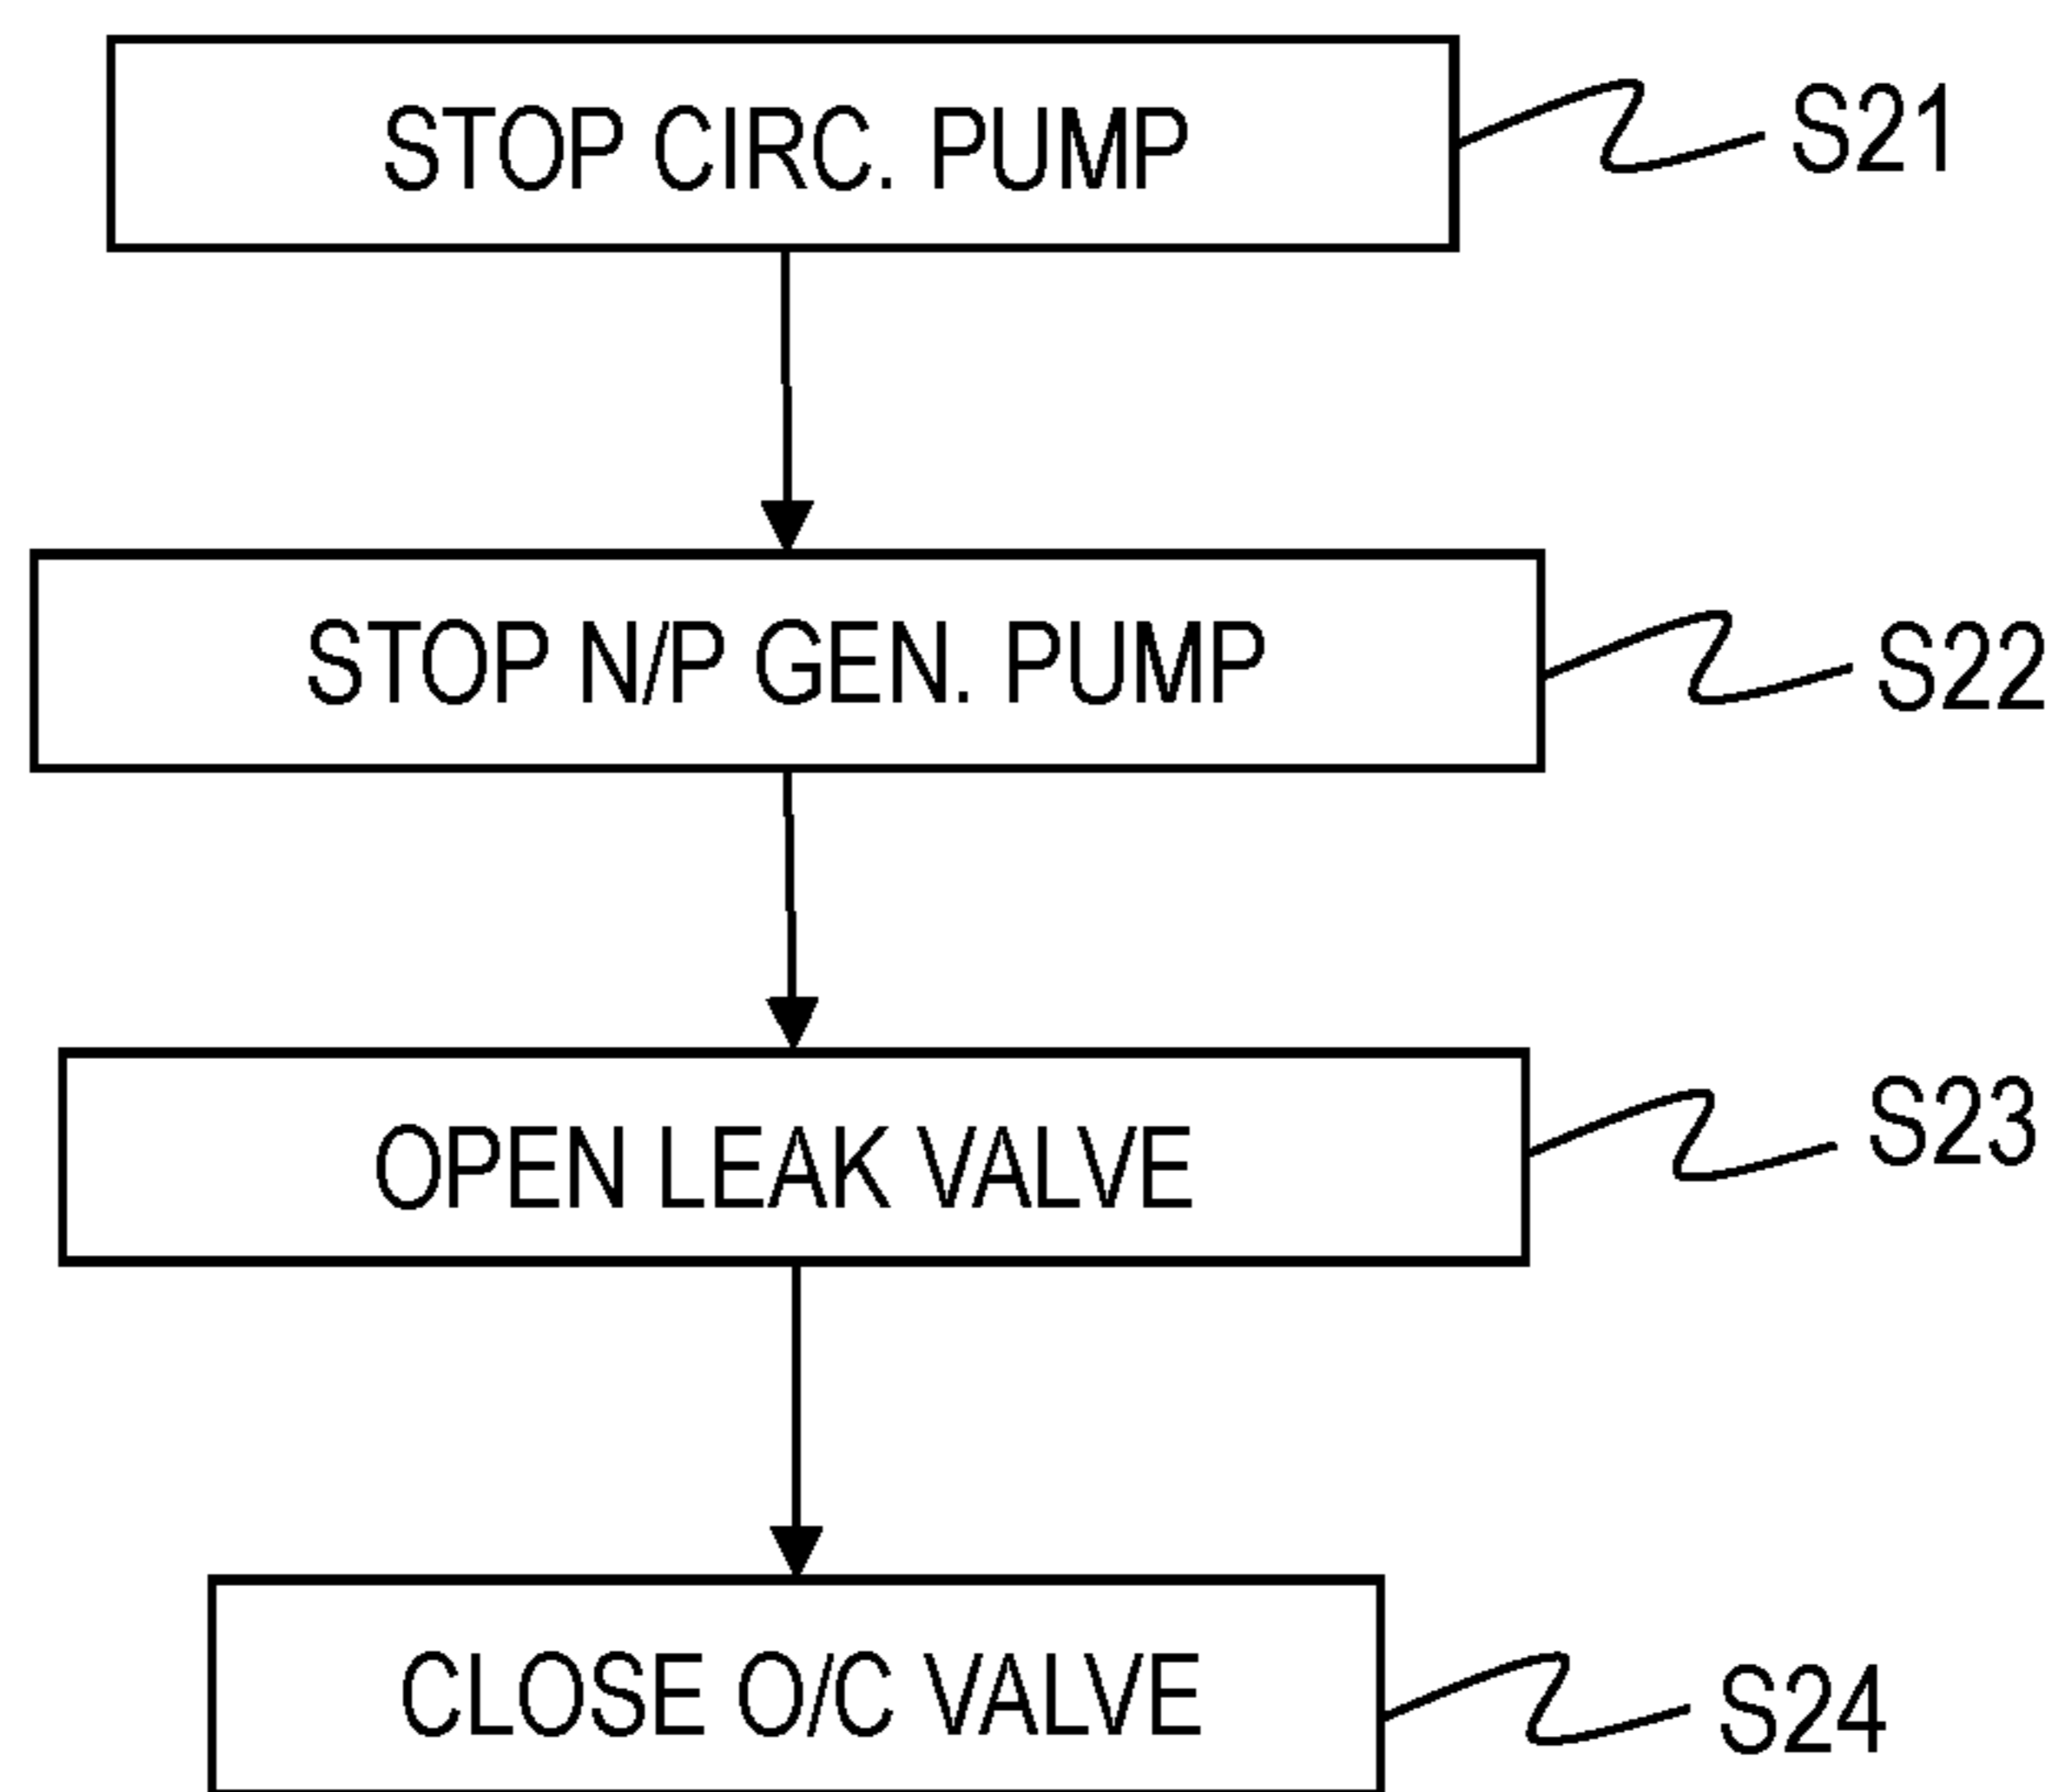 STOP CIRC. PUMP S21
STOP N/P GEN. PUMP S22
OPEN LEAK VALVE S23
CLOSE O/C VALVE S24